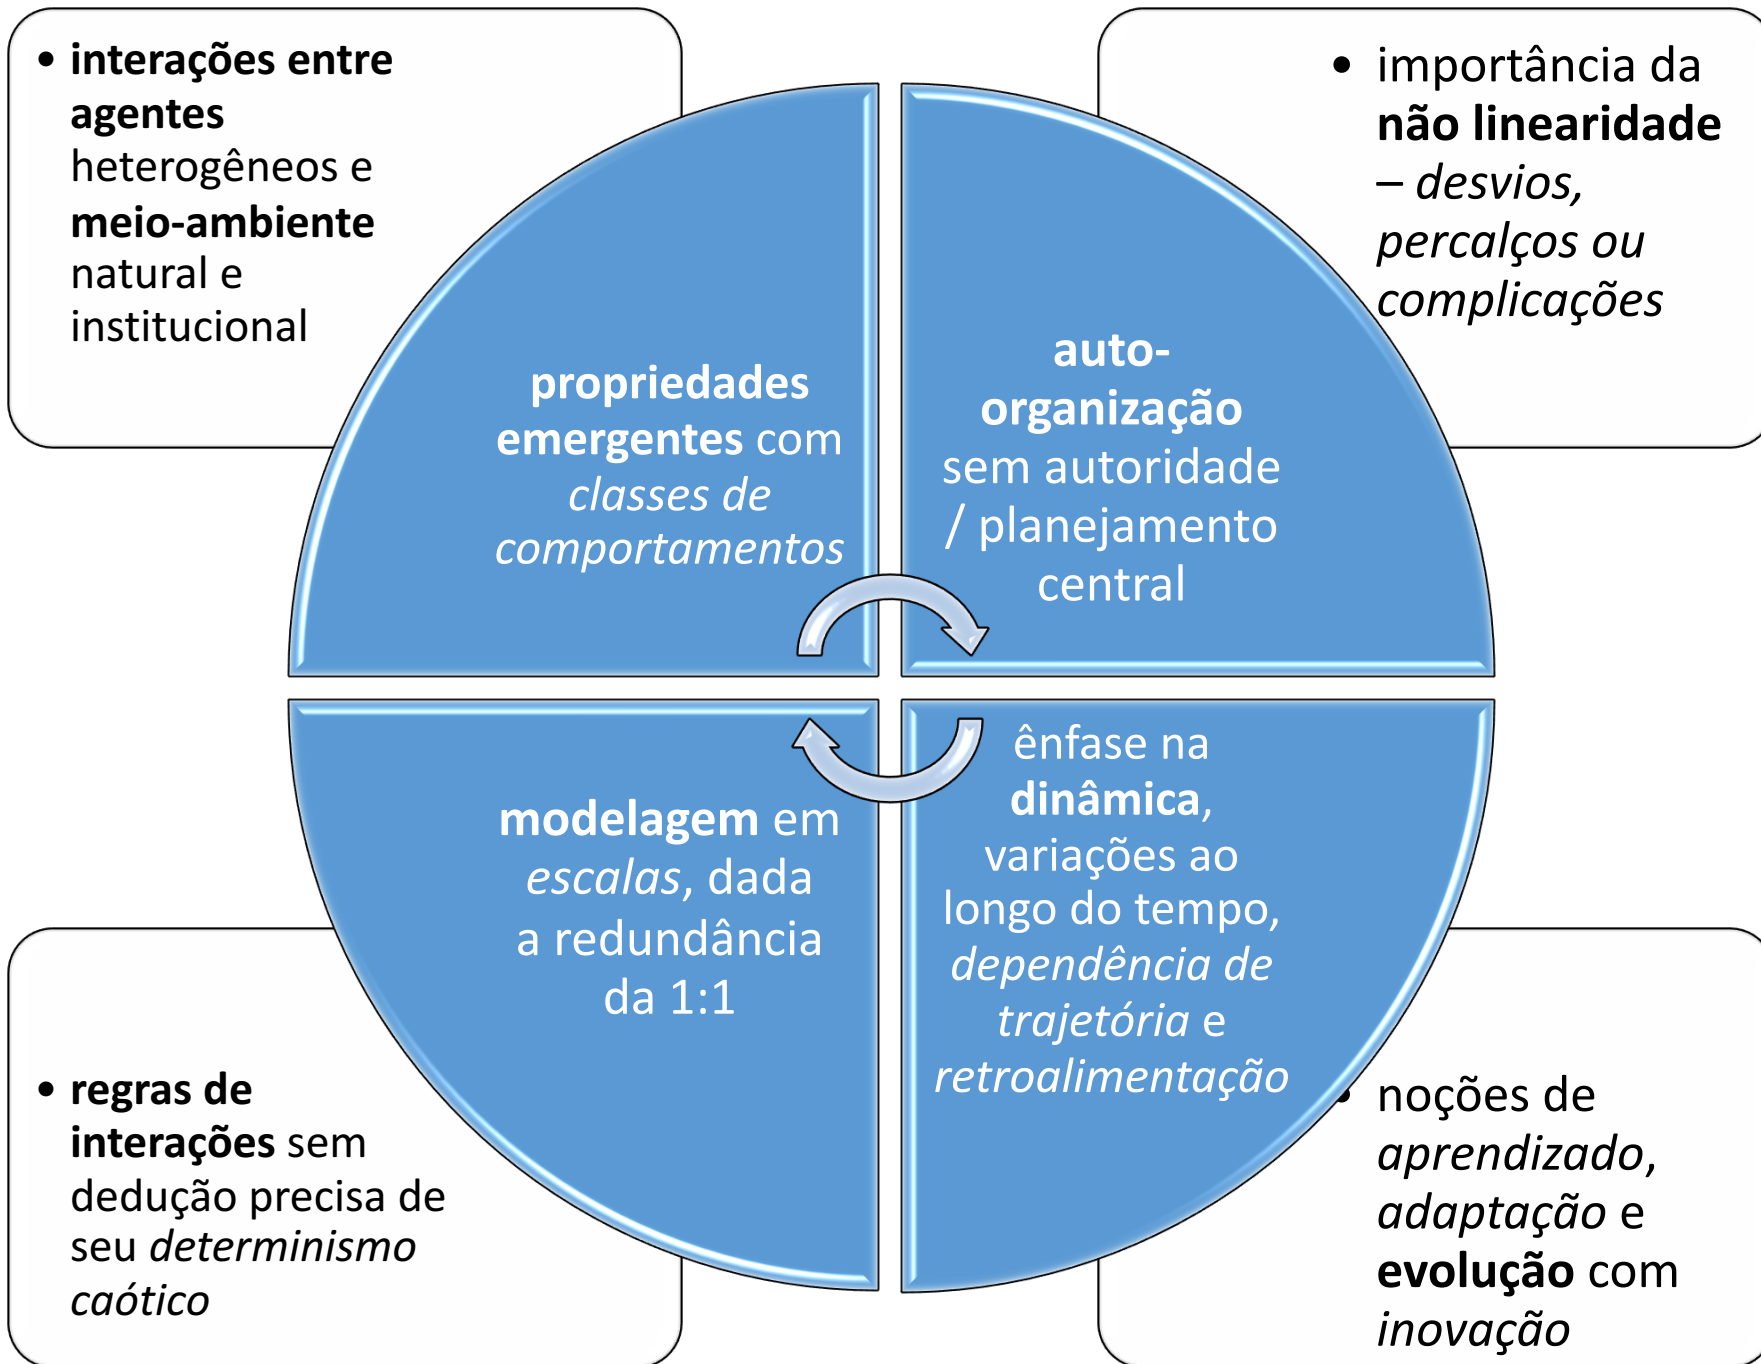 • interações entre
agentes
heterogêneos e
meio-ambiente
natural e
institucional
• importância da
não linearidade
– desvios,
percalços ou
complicações
propriedades
emergentes com
classes de
comportamentos
auto-
organização
sem autoridade
/ planejamento
central
modelagem em
escalas, dada
a redundância
da 1:1
ênfase na
dinâmica,
variações ao
longo do tempo,
dependência de
trajetória e
retroalimentação
• regras de
interações sem
dedução precisa de
seu determinismo
caótico
• noções de
aprendizado,
adaptação e
evolução com
inovação